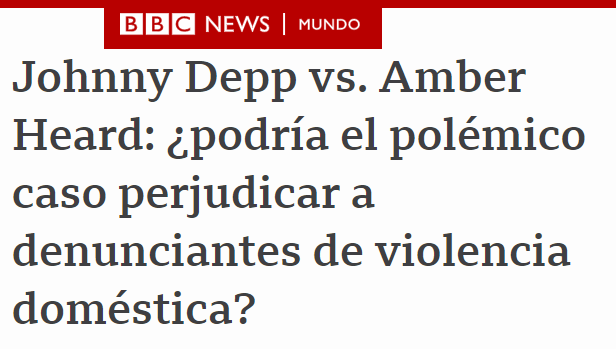 BBC NEWS | MUNDO
Johnny Depp vs. Amber
Heard: ¿podría el polémico
caso perjudicar a
denunciantes de violencia
doméstica?